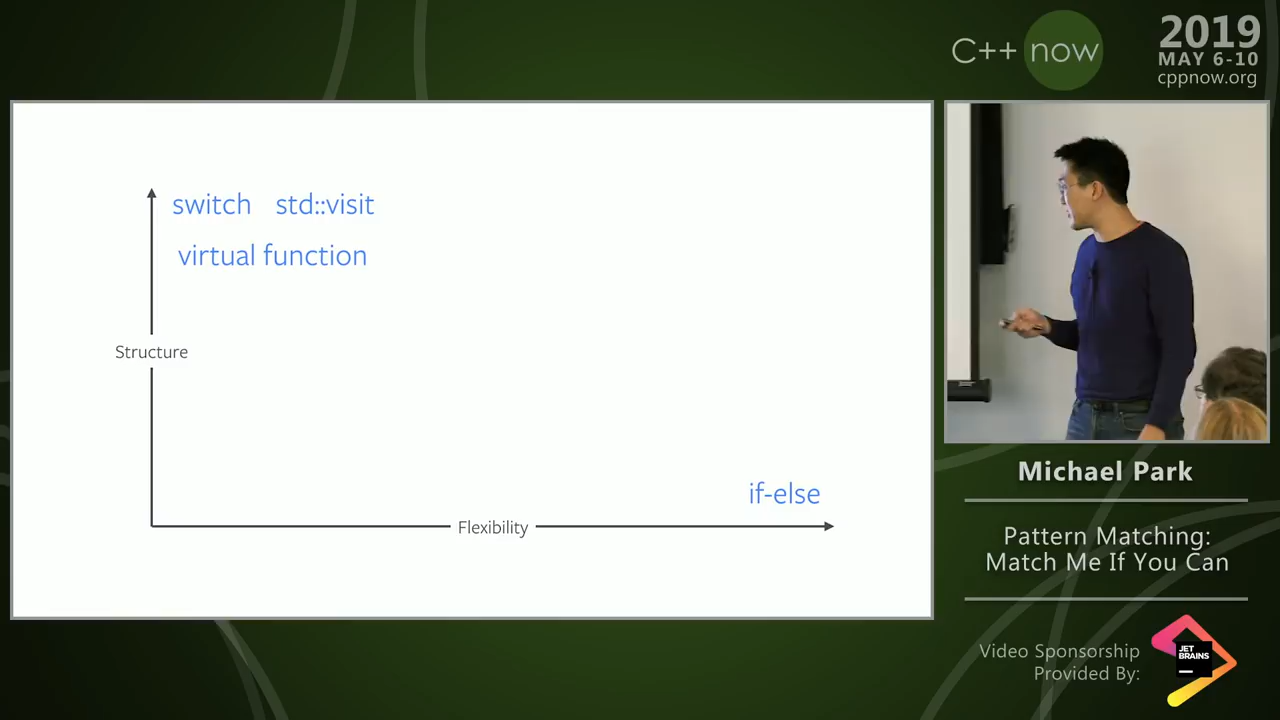 C++ now
2019
MAY 6-10
cppnow.org
switch std::visit
virtual function
Structure
if-else
Flexibility
Michael Park
Pattern Matching:
Match Me If You Can
Video Sponsorship
Provided By:
JET
BRAINS